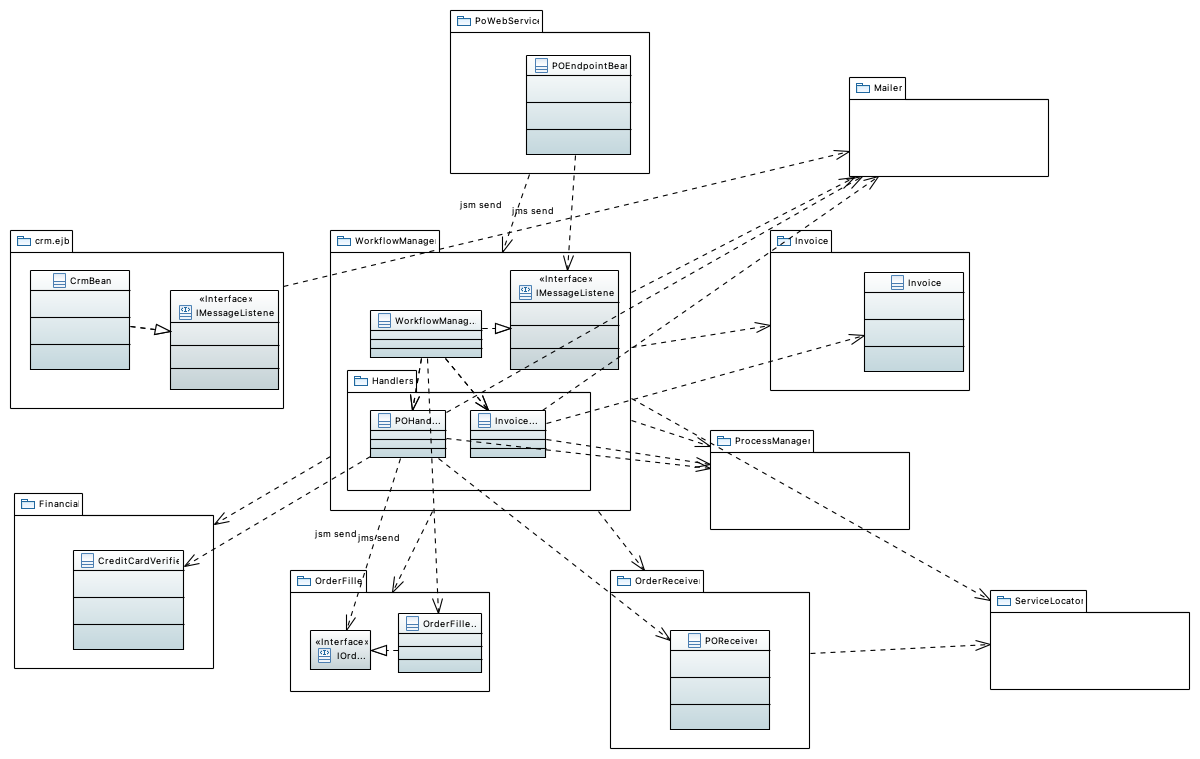 PoWebService
POEndpointBean
Mailer
jsm send
jms send
crm.ejb
CrmBean
«Interface»
IMessageListene
WorkflowManager
«Interface»
IMessageListene
WorkflowManag...
Handlers
POHand...
Invoice...
Invoice
Invoice
ProcessManager
Financial
CreditCardVerifie
jsm send
jms send
OrderFille
«Interface»
IOrd...
OrderFille...
OrderReceiver
POReceiver
ServiceLocator